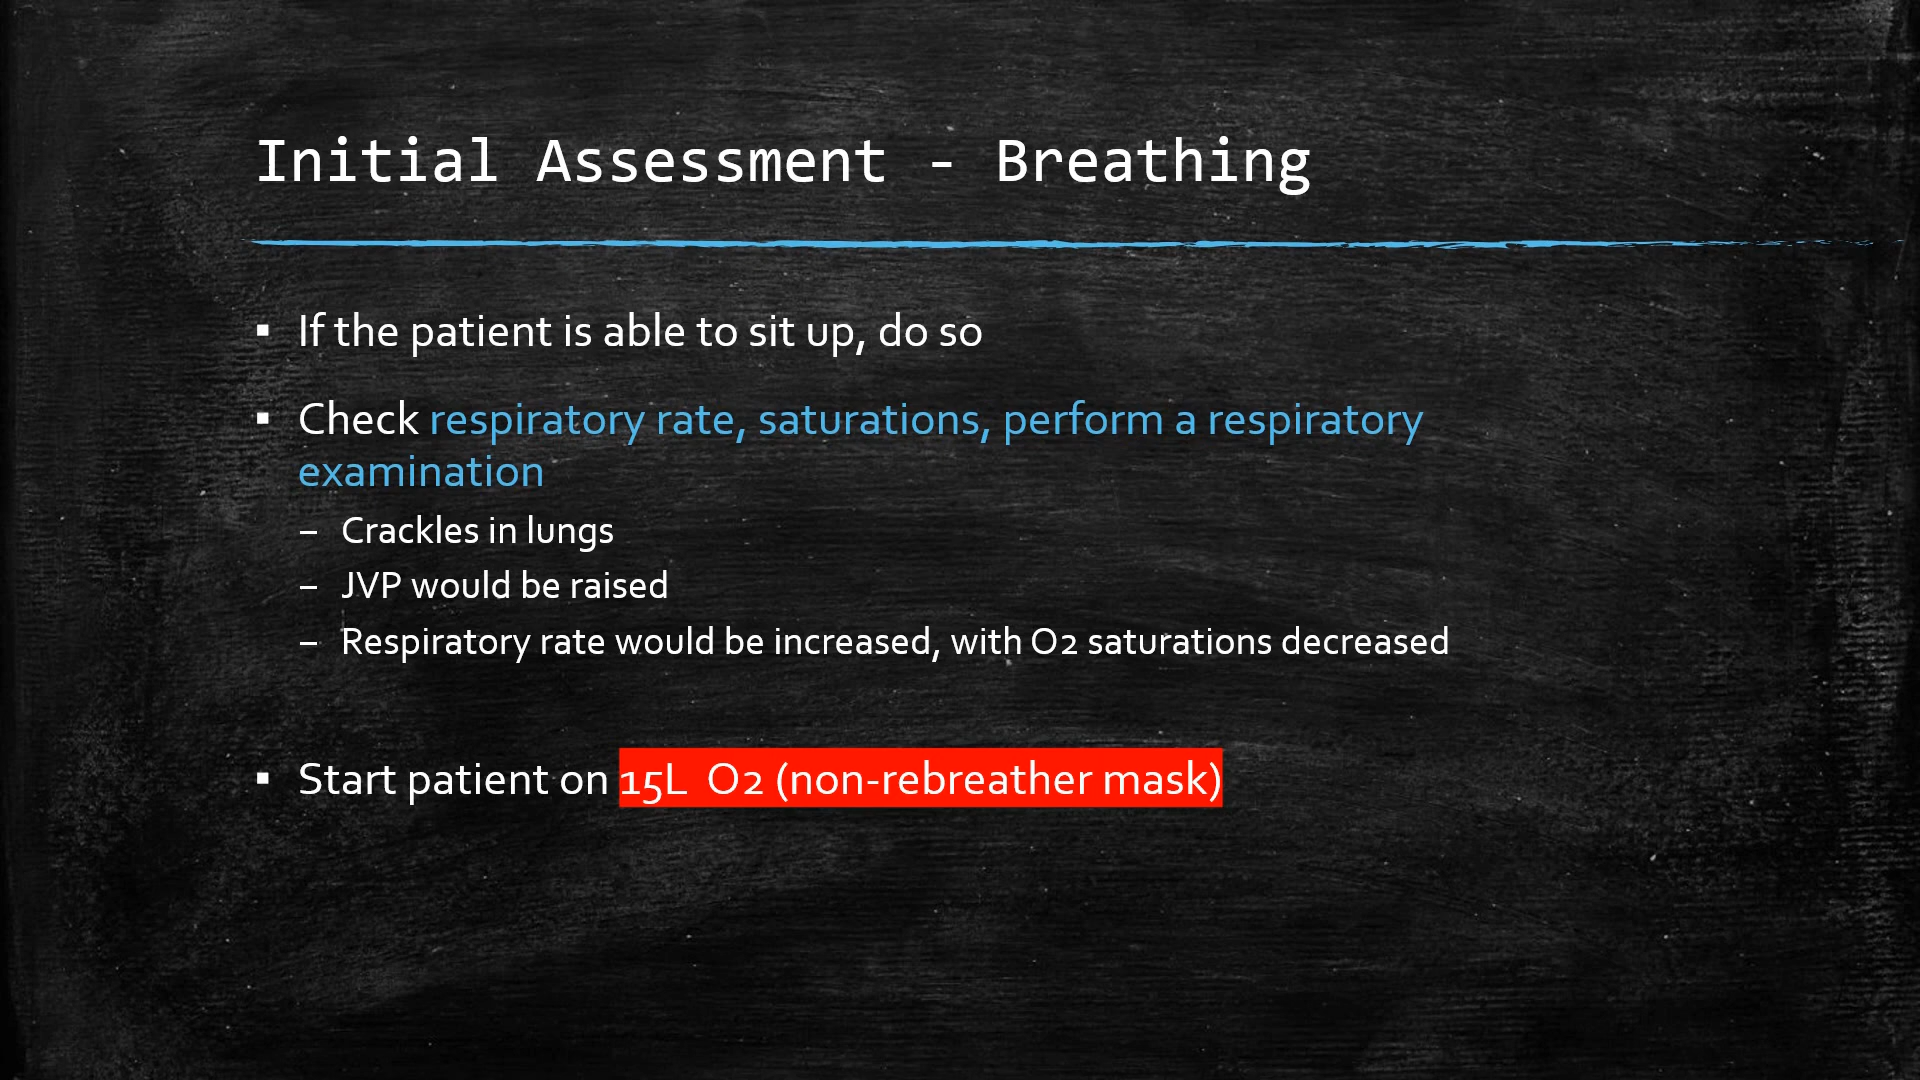 Initial Assessment - Breathing
▪ If the patient is able to sit up, do so
▪ Check respiratory rate, saturations, perform a respiratory
examination
– Crackles in lungs
– JVP would be raised
– Respiratory rate would be increased, with O2 saturations decreased
▪ Start patient on 15L  O2 (non-rebreather mask)